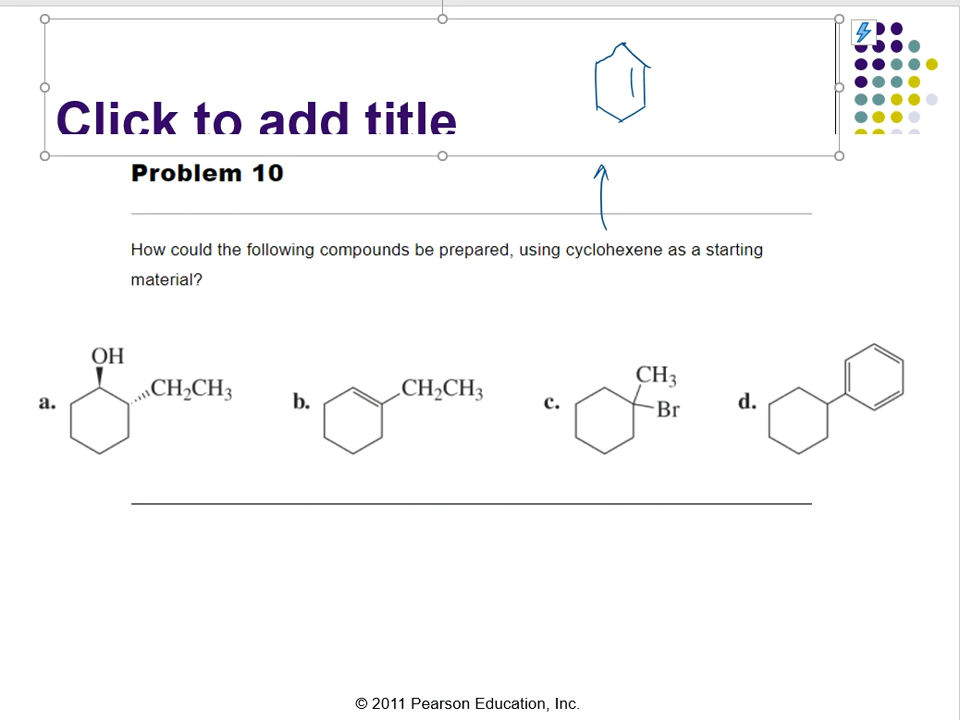 Click to add title
Problem 10
How could the following compounds be prepared, using cyclohexene as a starting
material?
OH
a.
CH₂CH₃
b.
CH₂CH₃
c.
CH₃
Br
d.
© 2011 Pearson Education, Inc.